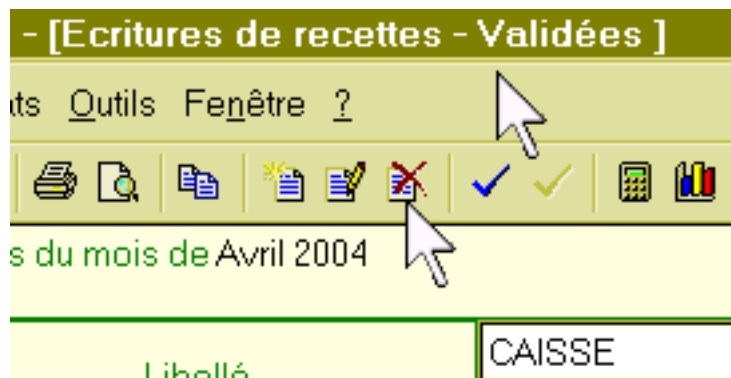 - [Ecritures de recettes - Validées ]
ts Outils Fenêtre ?
s du mois de Avril 2004
CAISSE
Libellé